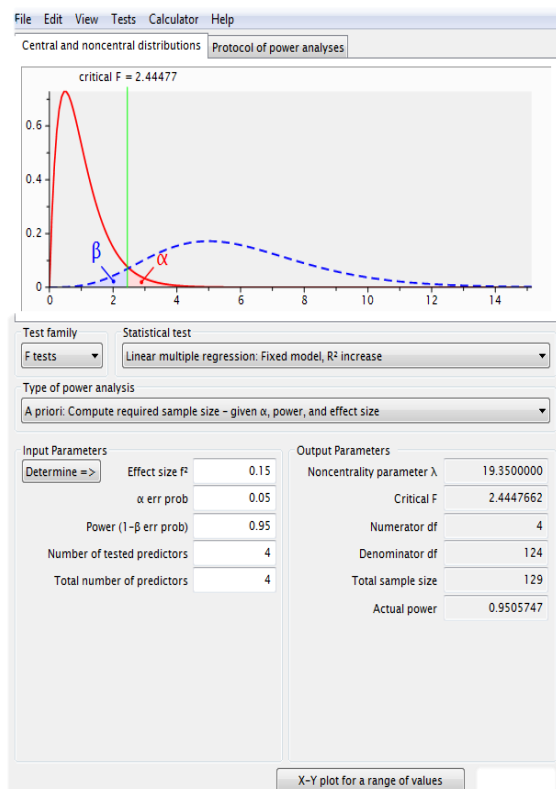 File Edit View Tests Calculator Help
Central and noncentral distributions Protocol of power analyses
critical F = 2.44477
0.6
0.4
0.2
0
β α
0 2 4 6 8 10 12 14
Test family Statistical test
F tests Linear multiple regression: Fixed model, R² increase
Type of power analysis
A priori: Compute required sample size – given α, power, and effect size
Input Parameters
Determine => Effect size f² 0.15
α err prob 0.05
Power (1-β err prob) 0.95
Number of tested predictors 4
Total number of predictors 4
Output Parameters
Noncentrality parameter λ 19.3500000
Critical F 2.4447662
Numerator df 4
Denominator df 124
Total sample size 129
Actual power 0.9505747
X-Y plot for a range of values